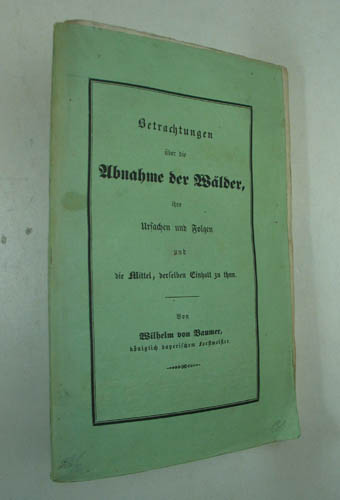 Betrachtungen
über die
Abnahme der Wälder,
ihre
Ursachen und Folgen
und
die Mittel, derselben Einhalt zu thun.
Von
Wilhelm von Baumer,
königlich bayerischem Forstmeister